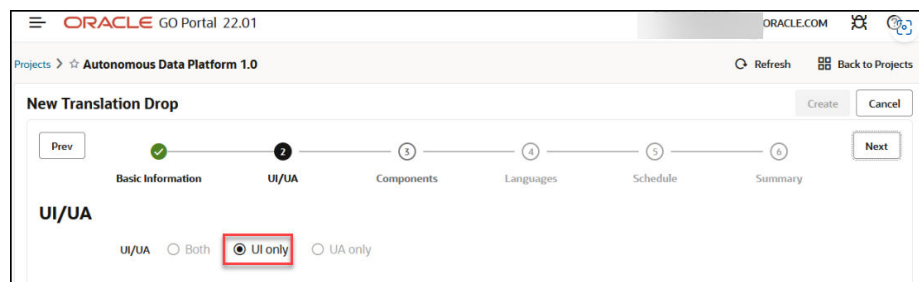 ORACLE GO Portal 22.01 ORACLE.COM
Projects > ☆ Autonomous Data Platform 1.0 Refresh Back to Projects
New Translation Drop Create Cancel
Prev 2 3 4 5 6 Next
Basic Information UI/UA Components Languages Schedule Summary
UI/UA
UI/UA Both UI only UA only